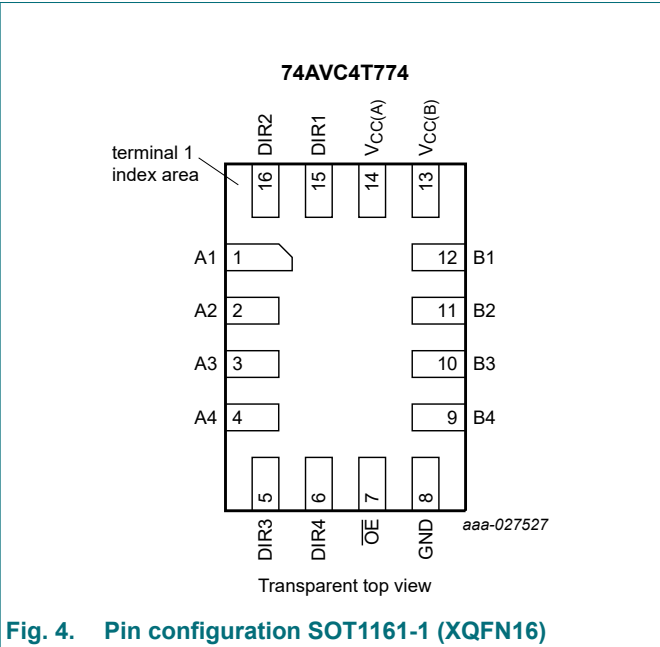 74AVC4T774
DIR2 DIR1 VCC(A) VCC(B)
terminal 1
index area
16 15 14 13
A1 1 12 B1
A2 2 11 B2
A3 3 10 B3
A4 4 9 B4
5 6 7 8
DIR3 DIR4 O̅E̅ GND
aaa-027527
Transparent top view
Fig. 4. Pin configuration SOT1161-1 (XQFN16)